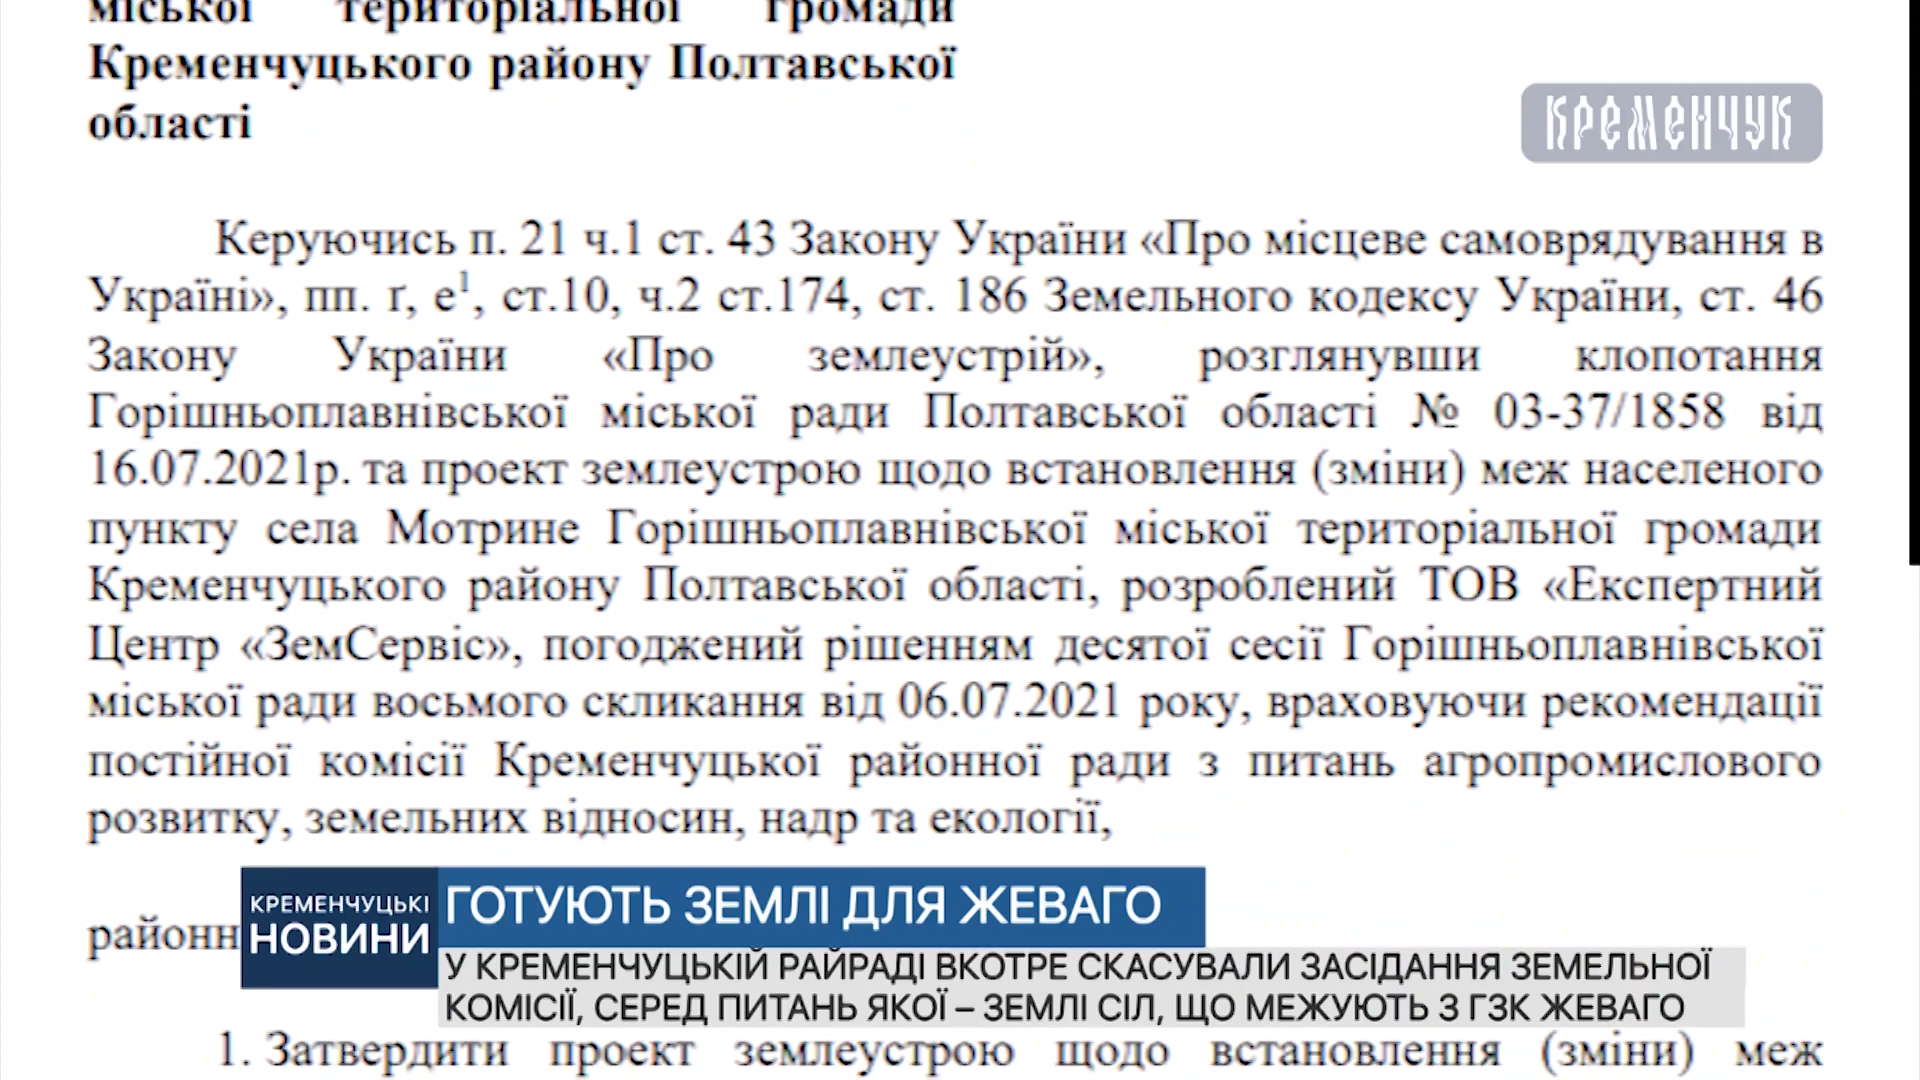 міської територіальної громади
Кременчуцького району Полтавської
області
КРЕМЕНЧУК
Керуючись п. 21 ч.1 ст. 43 Закону України «Про місцеве самоврядування в
Україні», пп. ґ, е¹, ст.10, ч.2 ст.174, ст. 186 Земельного кодексу України, ст. 46
Закону України «Про землеустрій», розглянувши клопотання
Горішньоплавнівської міської ради Полтавської області № 03-37/1858 від
16.07.2021р. та проект землеустрою щодо встановлення (зміни) меж населеного
пункту села Мотрине Горішньоплавнівської міської територіальної громади
Кременчуцького району Полтавської області, розроблений ТОВ «Експертний
Центр «ЗемСервіс», погоджений рішенням десятої сесії Горішньоплавнівської
міської ради восьмого скликання від 06.07.2021 року, враховуючи рекомендації
постійної комісії Кременчуцької районної ради з питань агропромислового
розвитку, земельних відносин, надр та екології,
районн
КРЕМЕНЧУЦЬКІ
НОВИНИ
ГОТУЮТЬ ЗЕМЛІ ДЛЯ ЖЕВАГО
У КРЕМЕНЧУЦЬКІЙ РАЙРАДІ ВКОТРЕ СКАСУВАЛИ ЗАСІДАННЯ ЗЕМЕЛЬНОЇ
КОМІСІЇ, СЕРЕД ПИТАНЬ ЯКОЇ – ЗЕМЛІ СІЛ, ЩО МЕЖУЮТЬ З ГЗК ЖЕВАГО
1. Затвердити проект землеустрою щодо встановлення (зміни) меж